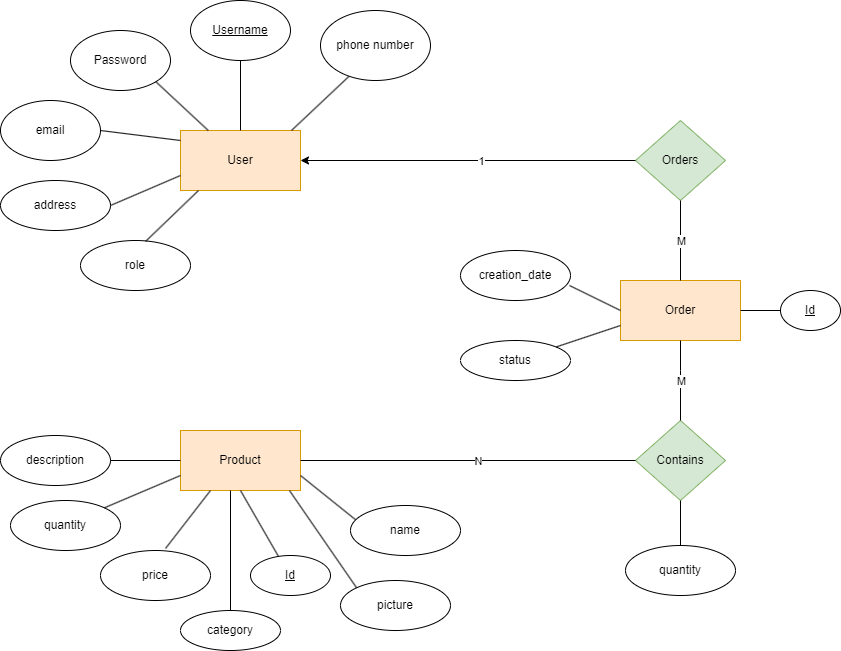 Username
phone number
Password
email
User
1
Orders
address
role
M
creation_date
Order
Id
status
M
description
Product
N
Contains
quantity
name
price
Id
quantity
picture
category